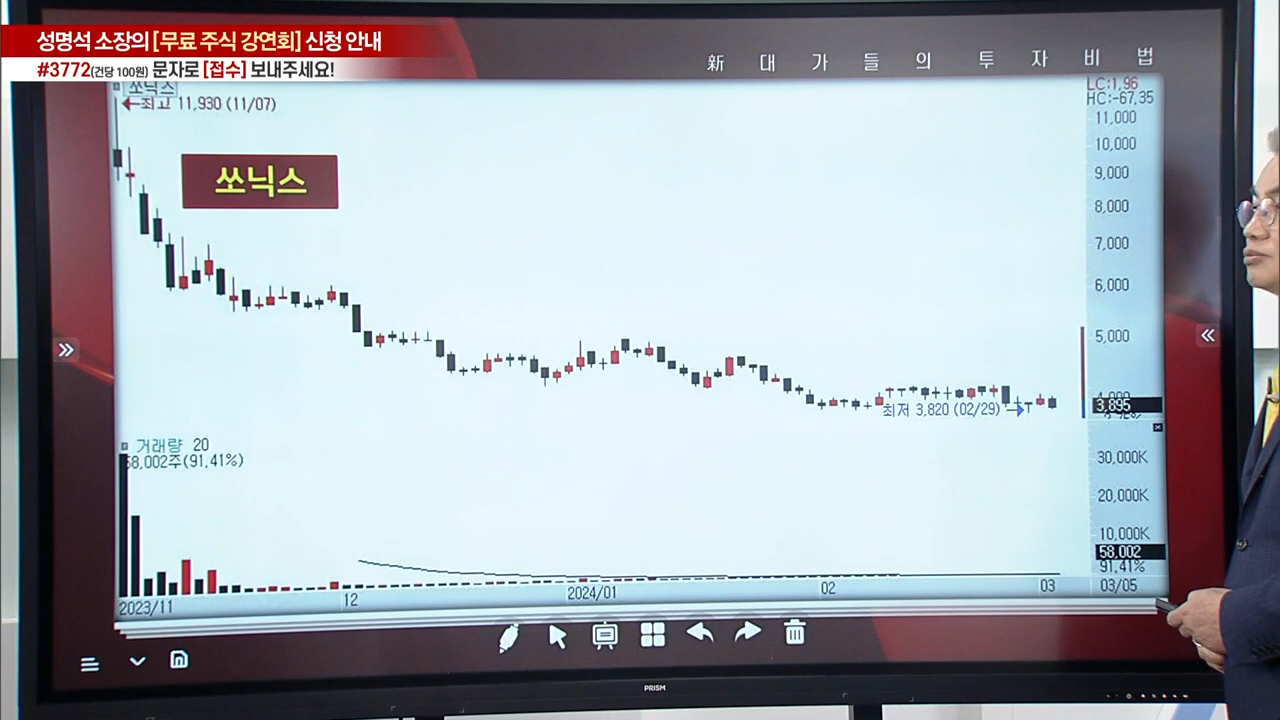 성명석 소장의 [무료 주식 강연회] 신청 안내
#3772(건당 100원) 문자로 [접수] 보내주세요!
新 대가들의 투자비법
쏘닉스
최고 11,930 (11/07)
LC:1,96
HC:-67,35
11,000
10,000
쏘닉스
9,000
8,000
7,000
6,000
5,000
4,000
3,895
최저 3,820 (02/29)
거래량 20
58,002주(91,41%)
30,000K
20,000K
10,000K
58,002
91,41%
2023/11
12
2024/01
02
03
03/05
PRISM